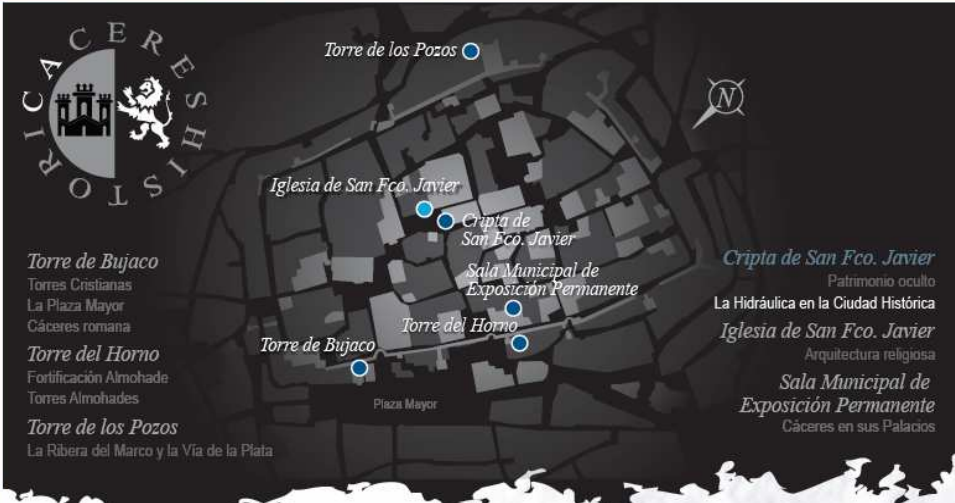 CACERES HISTORICA
Torre de los Pozos
N
Iglesia de San Fco. Javier
Cripta de
San Fco. Javier
Sala Municipal de
Exposición Permanente
Torre del Horno
Torre de Bujaco
Plaza Mayor
Torre de Bujaco
Torres Cristianas
La Plaza Mayor
Cáceres romana
Torre del Horno
Fortificación Almohade
Torres Almohades
Torre de los Pozos
La Ribera del Marco y la Vía de la Plata
Cripta de San Fco. Javier
Patrimonio oculto
La Hidráulica en la Ciudad Histórica
Iglesia de San Fco. Javier
Arquitectura religiosa
Sala Municipal de
Exposición Permanente
Cáceres en sus Palacios